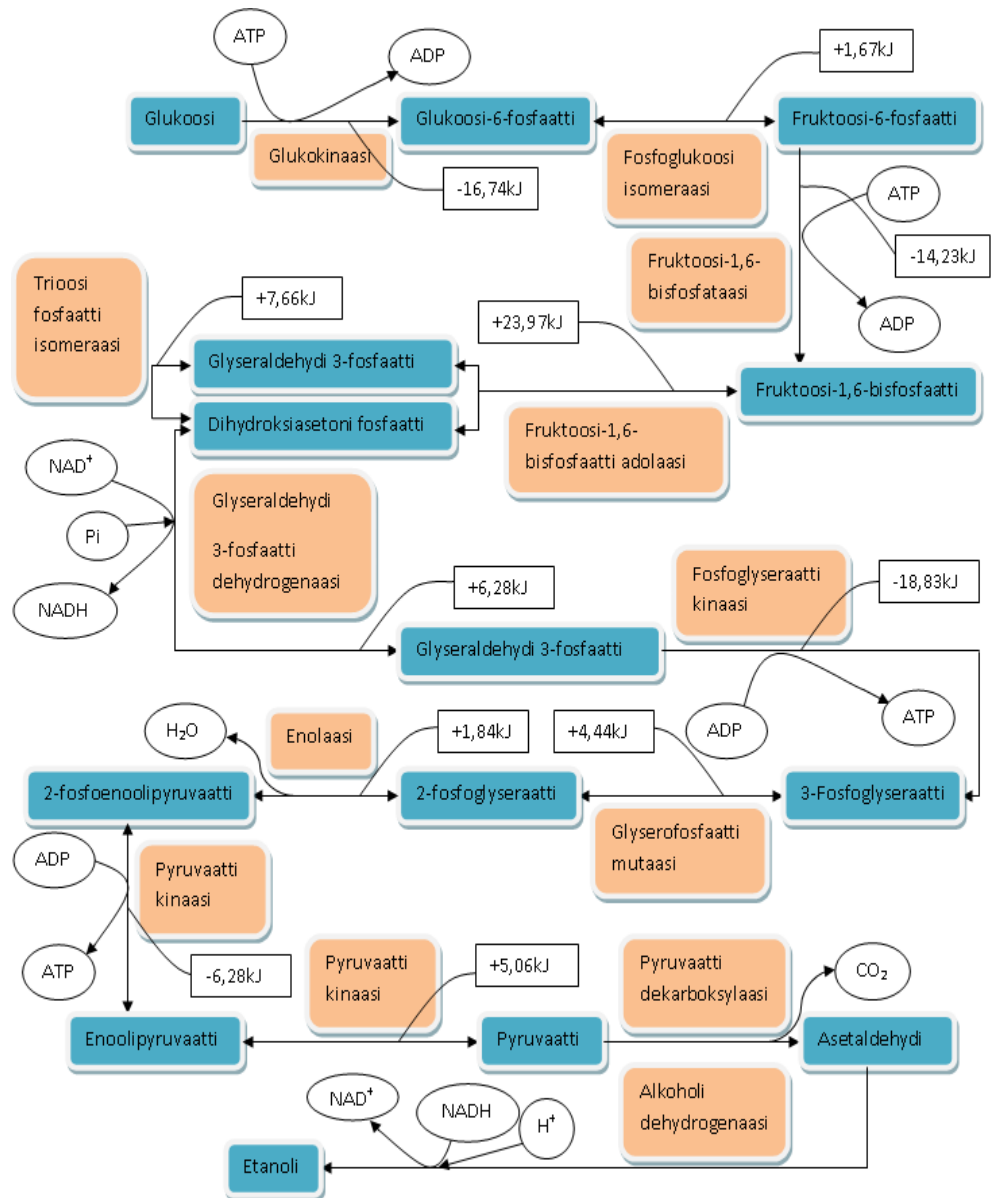 ATP
ADP
+1,67kJ
Glukoosi
Glukoosi-6-fosfaatti
Fruktoosi-6-fosfaatti
Glukokinaasi
-16,74kJ
Fosfoglukoosi
isomeraasi
ATP
-14,23kJ
Fruktoosi-1,6-
bisfosfataasi
ADP
Trioosi
fosfaatti
isomeraasi
+7,66kJ
+23,97kJ
Glyseraldehydi 3-fosfaatti
Dihydroksiasetoni fosfaatti
Fruktoosi-1,6-bisfosfaatti
Fruktoosi-1,6-
bisfosfaatti adolaasi
NAD⁺
Pi
NADH
Glyseraldehydi
3-fosfaatti
dehydrogenaasi
+6,28kJ
Fosfoglyseraatti
kinaasi
-18,83kJ
Glyseraldehydi 3-fosfaatti
ADP
ATP
H₂O
Enolaasi
+1,84kJ
+4,44kJ
2-fosfoenoolipyruvaatti
2-fosfoglyseraatti
3-Fosfoglyseraatti
Glyserofosfaatti
mutaasi
ADP
Pyruvaatti
kinaasi
ATP
-6,28kJ
Pyruvaatti
kinaasi
+5,06kJ
Pyruvaatti
dekarboksylaasi
CO₂
Enoolipyruvaatti
Pyruvaatti
Asetaldehydi
Alkoholi
dehydrogenaasi
NAD⁺
NADH
H⁺
Etanoli